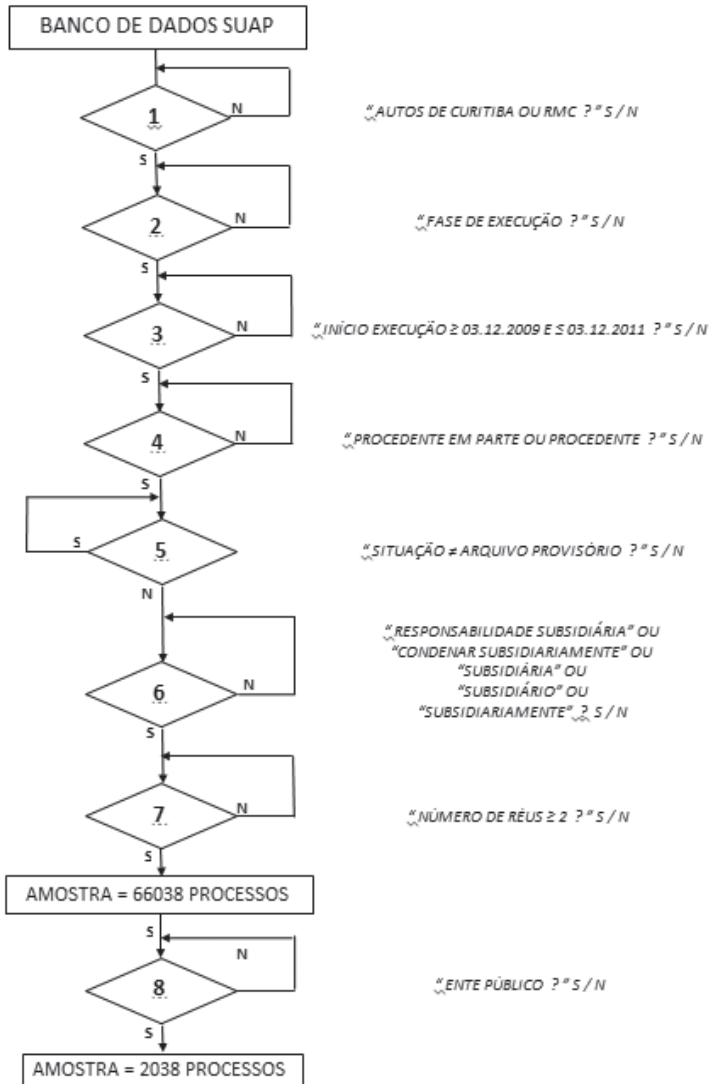 BANCO DE DADOS SUAP
1
N
"AUTOS DE CURITIBA OU RMC ? " S / N
S
2
N
"FASE DE EXECUÇÃO ? " S / N
S
3
N
"INÍCIO EXECUÇÃO ≥ 03.12.2009 E ≤ 03.12.2011 ? " S / N
S
4
N
"PROCEDENTE EM PARTE OU PROCEDENTE ? " S / N
S
S
5
"SITUAÇÃO ≠ ARQUIVO PROVISÓRIO ? " S / N
N
"RESPONSABILIDADE SUBSIDIÁRIA" OU
"CONDENAR SUBSIDIARIAMENTE" OU
"SUBSIDIÁRIA" OU
"SUBSIDIÁRIO" OU
"SUBSIDIARIAMENTE" ? S / N
6
N
S
7
N
"NÚMERO DE RÉUS ≥ 2 ? " S / N
S
AMOSTRA = 66038 PROCESSOS
S
N
8
"ENTE PÚBLICO ? " S / N
S
AMOSTRA = 2038 PROCESSOS